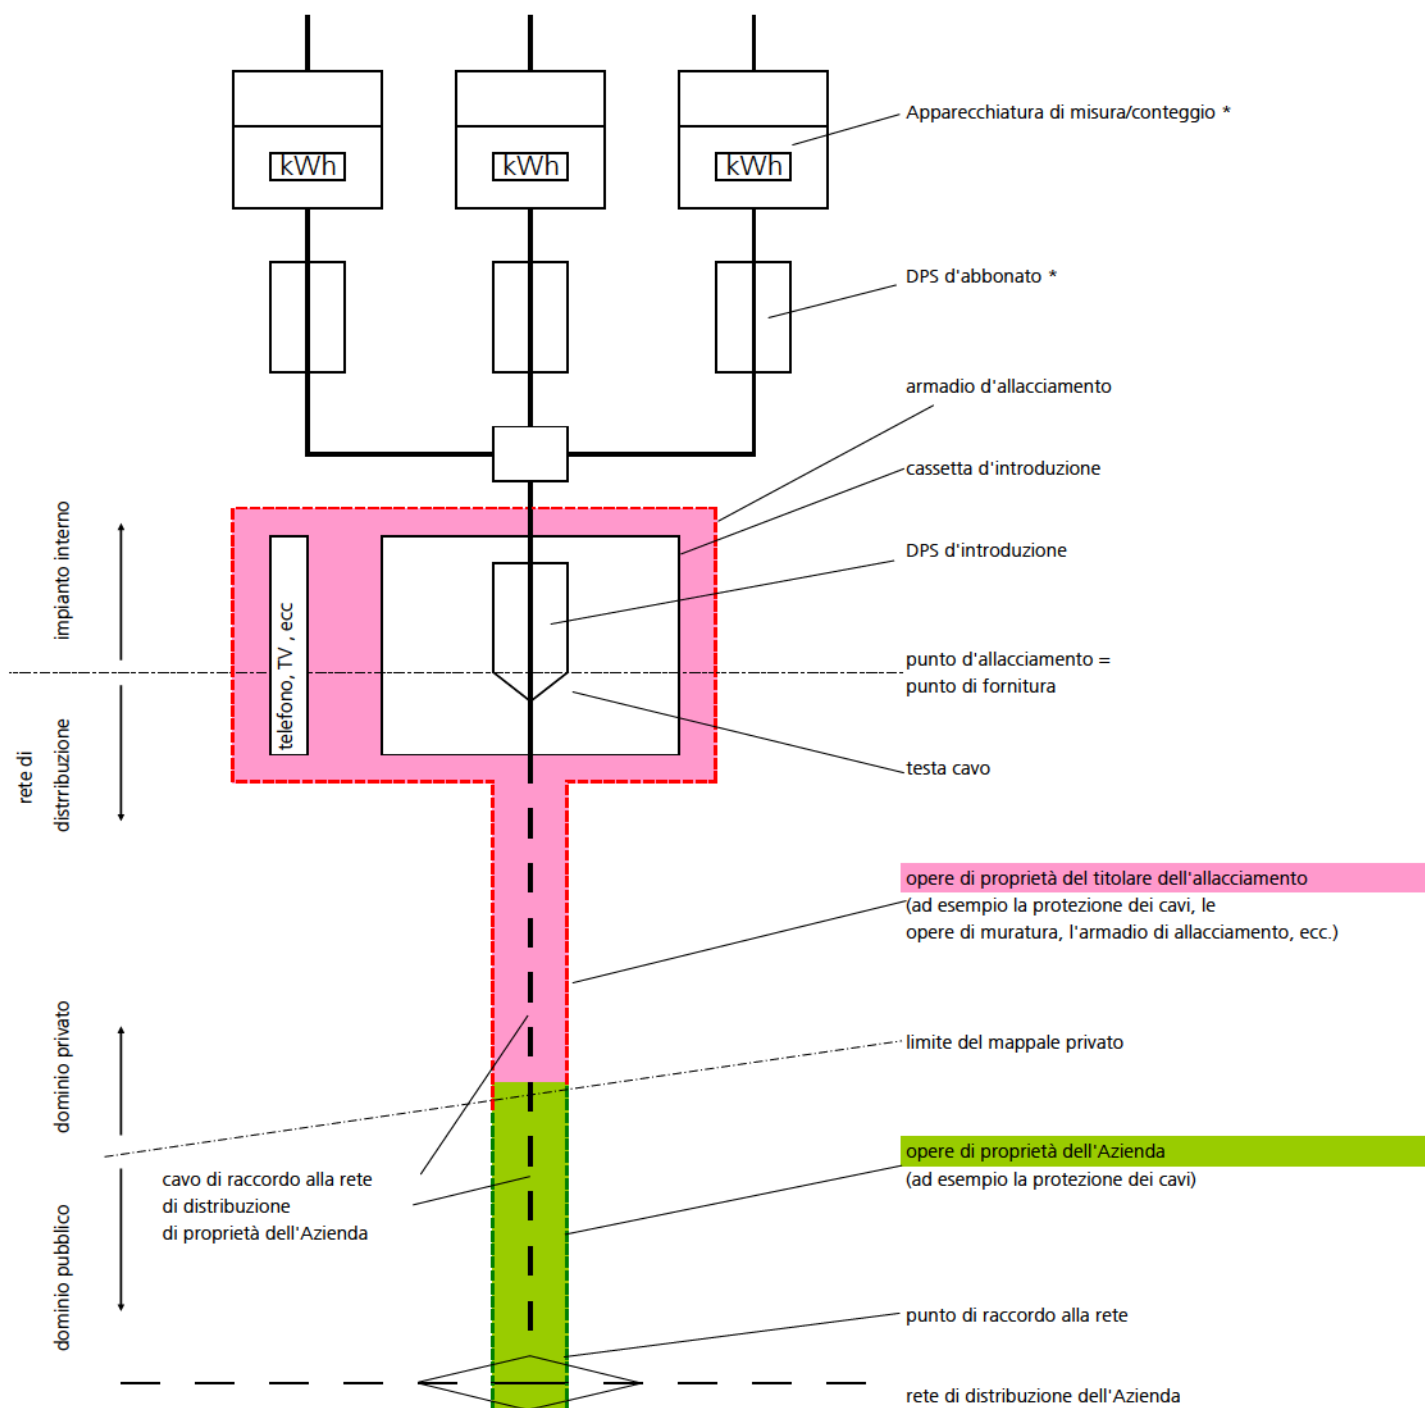 kWh
kWh
kWh
Apparecchiatura di misura/conteggio *
DPS d'abbonato *
armadio d'allacciamento
cassetta d'introduzione
DPS d'introduzione
punto d'allacciamento =
punto di fornitura
testa cavo
impianto interno
rete di
distrribuzione
telefono, TV , ecc
opere di proprietà del titolare dell'allacciamento
(ad esempio la protezione dei cavi, le
opere di muratura, l'armadio di allacciamento, ecc.)
limite del mappale privato
dominio privato
dominio pubblico
cavo di raccordo alla rete
di distribuzione
di proprietà dell'Azienda
opere di proprietà dell'Azienda
(ad esempio la protezione dei cavi)
punto di raccordo alla rete
rete di distribuzione dell'Azienda